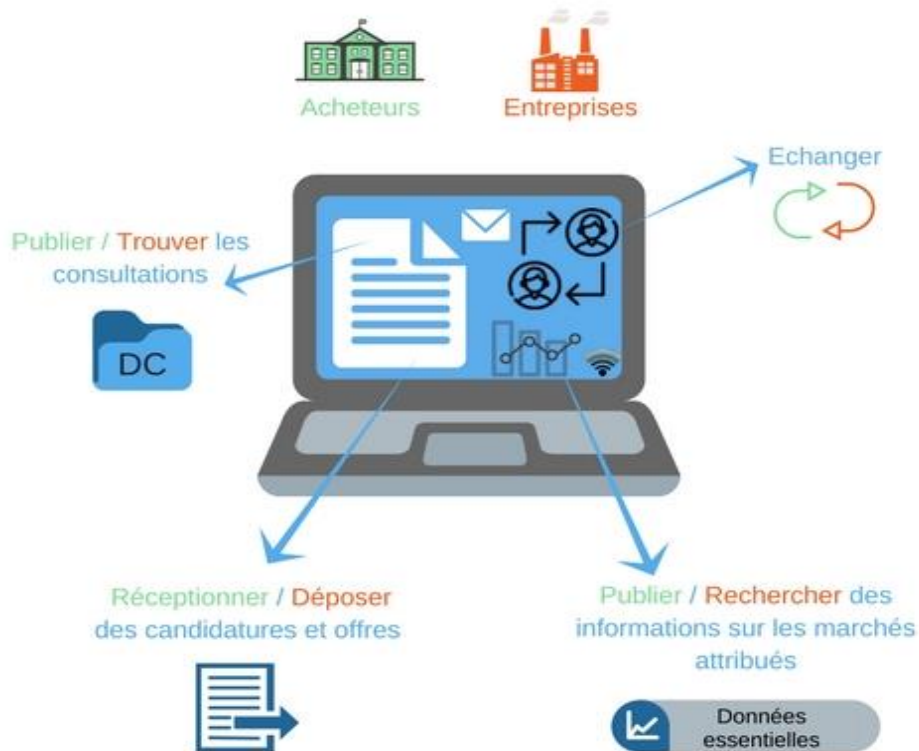 Acheteurs
Entreprises
Echanger
Publier / Trouver les
consultations
DC
Réceptionner / Déposer
des candidatures et offres
Publier / Rechercher des
informations sur les marchés
attribués
Données
essentielles